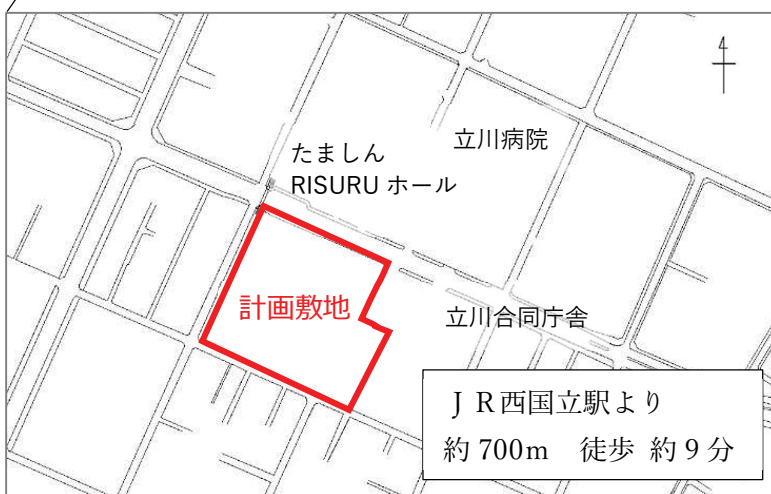 4
たましん
RISURU ホール
立川病院
計画敷地
立川合同庁舎
ＪＲ西国立駅より
約 700m　徒歩 約 9 分